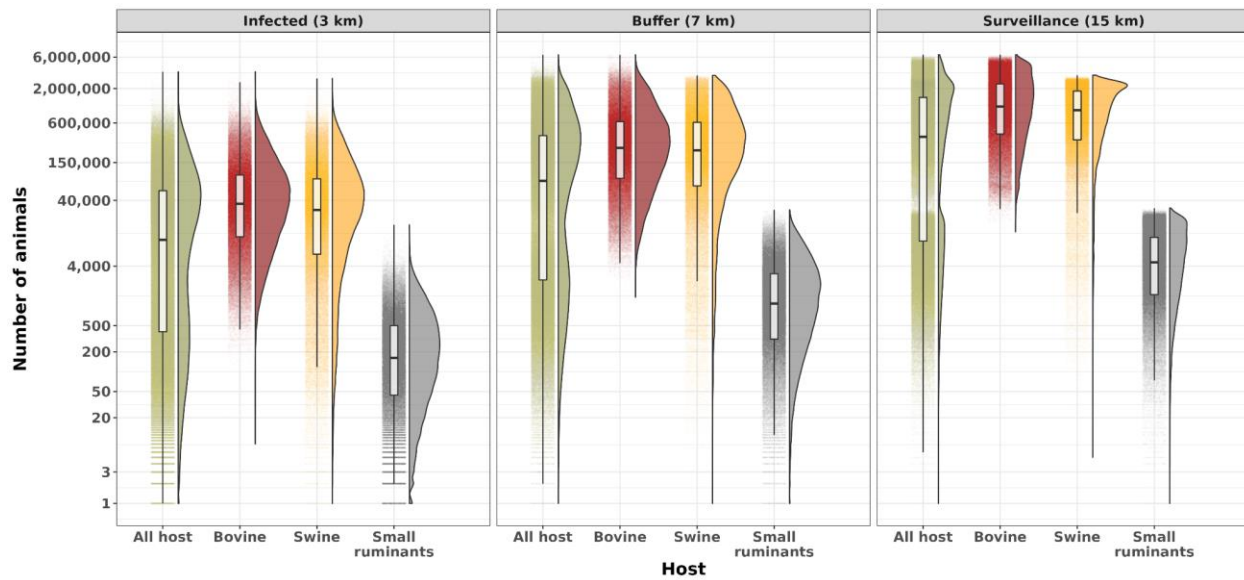 Infected (3 km)
Buffer (7 km)
Surveillance (15 km)
Number of animals
6,000,000
2,000,000
600,000
150,000
40,000
4,000
500
200
50
20
3
1
All host
Bovine
Swine
Small
ruminants
All host
Bovine
Swine
Small
ruminants
All host
Bovine
Swine
Small
ruminants
Host